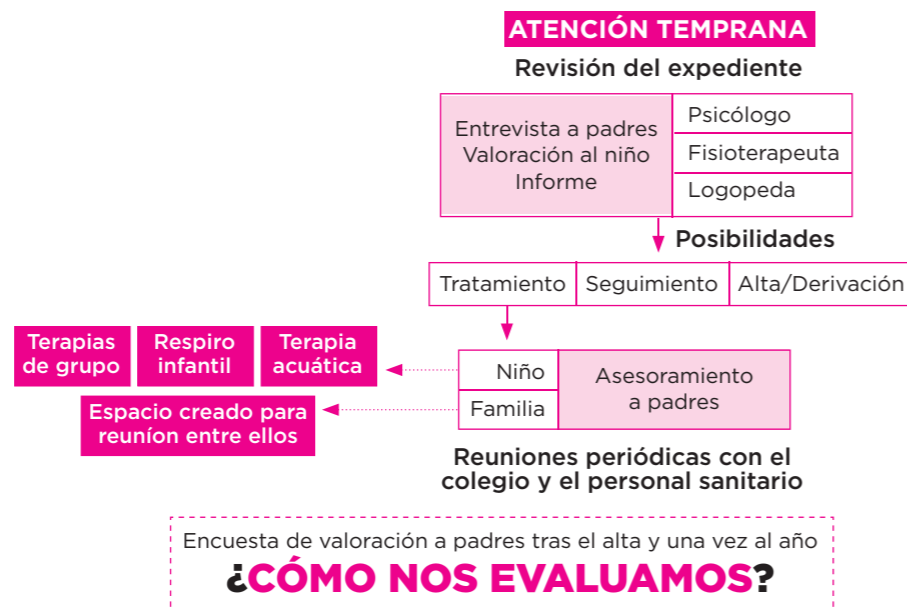 ATENCIÓN TEMPRANA
Revisión del expediente
Entrevista a padres
Valoración al niño
Informe
Psicólogo
Fisioterapeuta
Logopeda
Posibilidades
Tratamiento
Seguimiento
Alta/Derivación
Terapias
de grupo
Respiro
infantil
Terapia
acuática
Niño
Familia
Asesoramiento
a padres
Espacio creado para
reuníon entre ellos
Reuniones periódicas con el
colegio y el personal sanitario
Encuesta de valoración a padres tras el alta y una vez al año
¿CÓMO NOS EVALUAMOS?